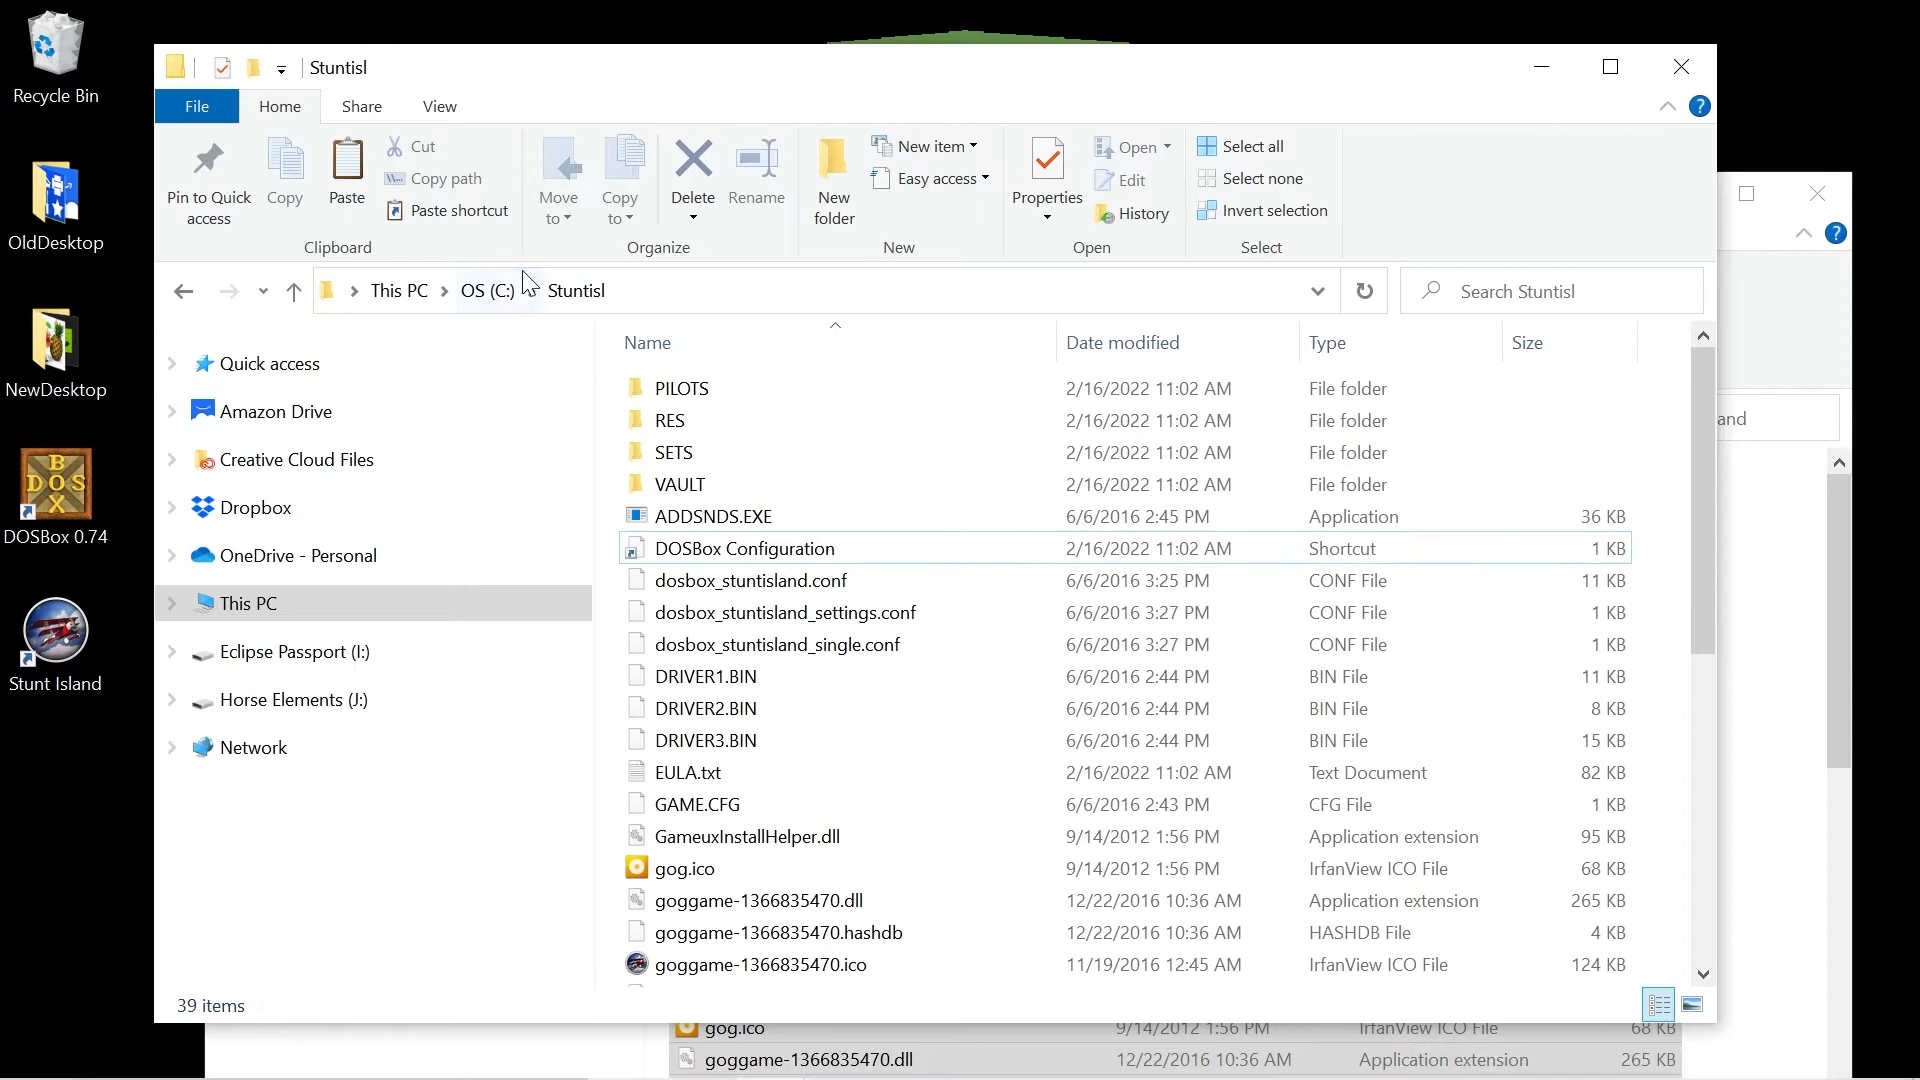 Recycle Bin
OldDesktop
NewDesktop
DOSBox 0.74
Stunt Island
Stuntisl
File Home Share View
Pin to Quick access
Copy
Paste
Cut
Copy path
Paste shortcut
Clipboard
Move to
Copy to
Delete
Rename
Organize
New folder
New item
Easy access
New
Properties
Open
Edit
History
Open
Select all
Select none
Invert selection
Select
This PC OS (C:) Stuntisl
Search Stuntisl
Quick access
Amazon Drive
Creative Cloud Files
Dropbox
OneDrive - Personal
This PC
Eclipse Passport (I:)
Horse Elements (J:)
Network
Name Date modified Type Size
PILOTS 2/16/2022 11:02 AM File folder
RES 2/16/2022 11:02 AM File folder
SETS 2/16/2022 11:02 AM File folder
VAULT 2/16/2022 11:02 AM File folder
ADDSNDS.EXE 6/6/2016 2:45 PM Application 36 KB
DOSBox Configuration 2/16/2022 11:02 AM Shortcut 1 KB
dosbox_stuntisland.conf 6/6/2016 3:25 PM CONF File 11 KB
dosbox_stuntisland_settings.conf 6/6/2016 3:27 PM CONF File 1 KB
dosbox_stuntisland_single.conf 6/6/2016 3:27 PM CONF File 1 KB
DRIVER1.BIN 6/6/2016 2:44 PM BIN File 11 KB
DRIVER2.BIN 6/6/2016 2:44 PM BIN File 8 KB
DRIVER3.BIN 6/6/2016 2:44 PM BIN File 15 KB
EULA.txt 2/16/2022 11:02 AM Text Document 82 KB
GAME.CFG 6/6/2016 2:43 PM CFG File 1 KB
GameuxInstallHelper.dll 9/14/2012 1:56 PM Application extension 95 KB
gog.ico 9/14/2012 1:56 PM IrfanView ICO File 68 KB
goggame-1366835470.dll 12/22/2016 10:36 AM Application extension 265 KB
goggame-1366835470.hashdb 12/22/2016 10:36 AM HASHDB File 4 KB
goggame-1366835470.ico 11/19/2016 12:45 AM IrfanView ICO File 124 KB
39 items
and
gog.ico 9/14/2012 1:56 PM IrfanView ICO File 68 KB
goggame-1366835470.dll 12/22/2016 10:36 AM Application extension 265 KB